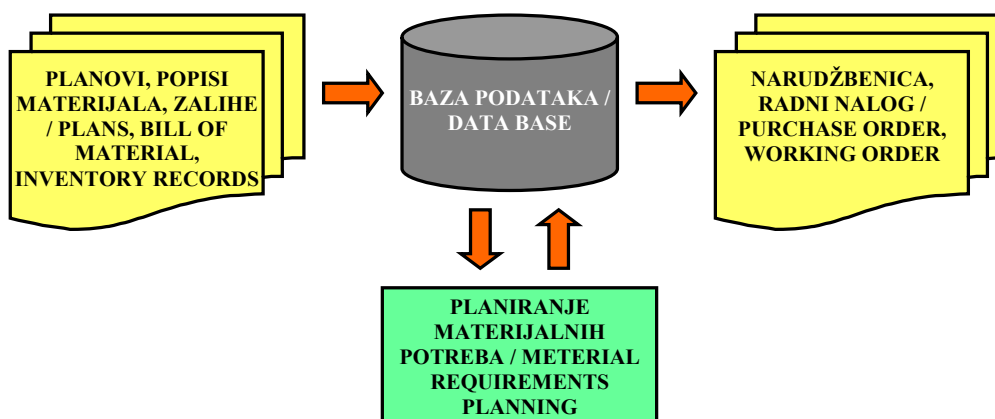 PLANOVI, POPISI
MATERIJALA, ZALIHE
/ PLANS, BILL OF
MATERIAL,
INVENTORY RECORDS
BAZA PODATAKA /
DATA BASE
NARUDŽBENICA,
RADNI NALOG /
PURCHASE ORDER,
WORKING ORDER
PLANIRANJE
MATERIJALNIH
POTREBA / METERIAL
REQUIREMENTS
PLANNING